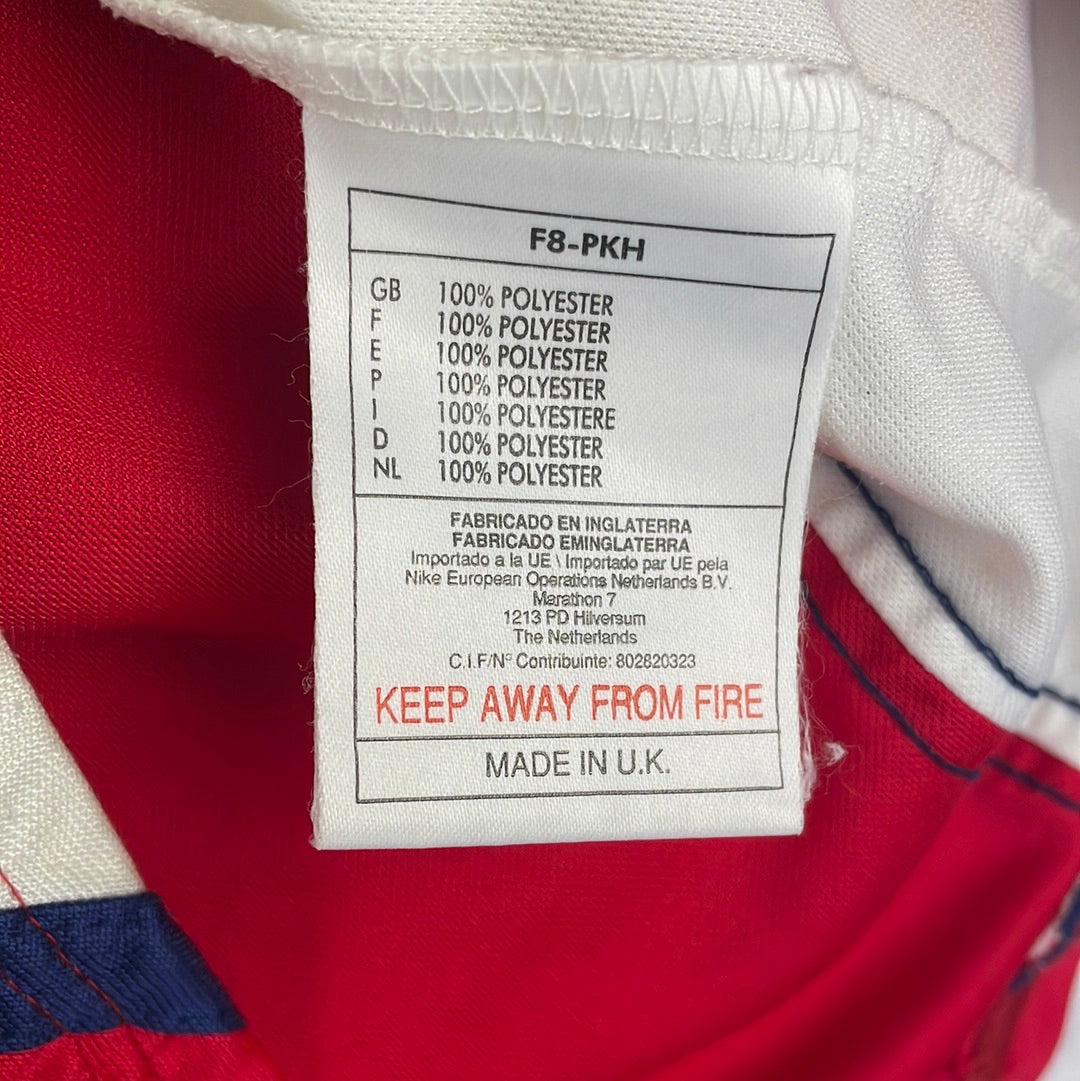 F8-PKH
GB 100% POLYESTER
F 100% POLYESTER
E 100% POLYESTER
P 100% POLYESTER
I 100% POLYESTERE
D 100% POLYESTER
NL 100% POLYESTER
FABRICADO EN INGLATERRA
FABRICADO EMINGLATERRA
Importado a la UE \ Importado par UE pela
Nike European Operations Netherlands B.V.
Marathon 7
1213 PD Hilversum
The Netherlands
C.I.F/Nº Contribuinte: 802820323
KEEP AWAY FROM FIRE
MADE IN U.K.